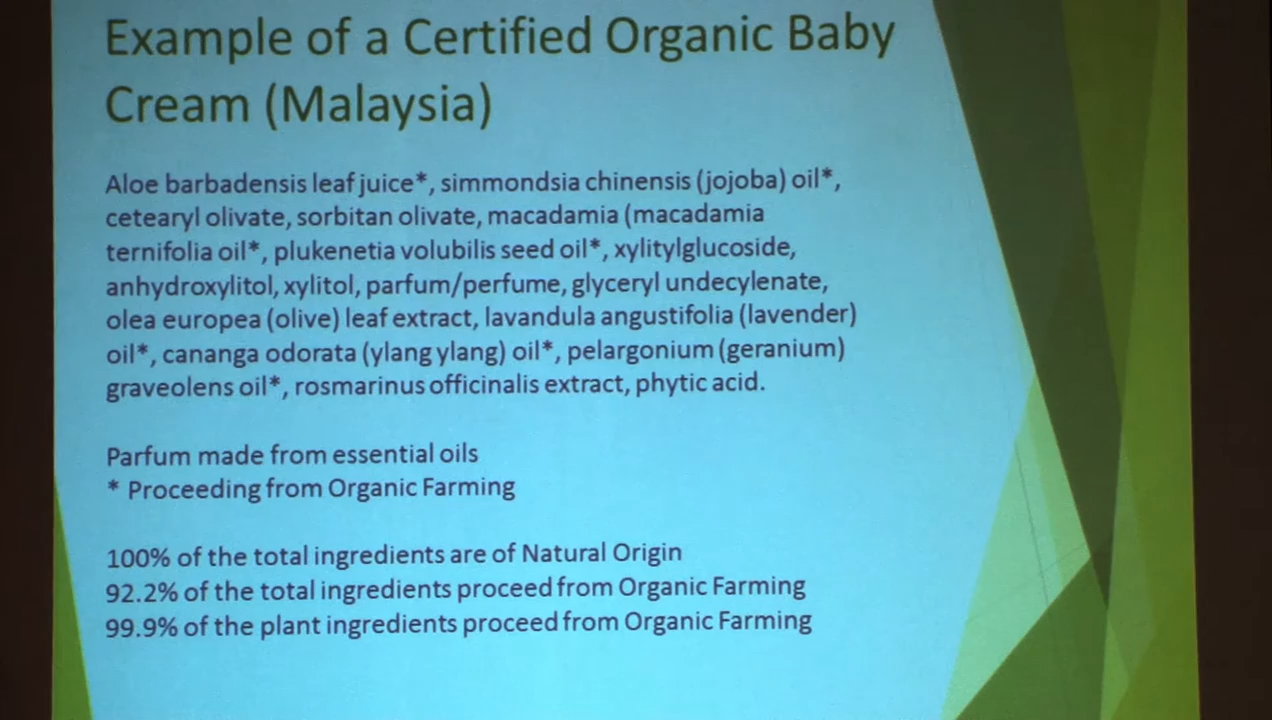 Example of a Certified Organic Baby
Cream (Malaysia)
Aloe barbadensis leaf juice*, simmondsia chinensis (jojoba) oil*,
cetearyl olivate, sorbitan olivate, macadamia (macadamia
ternifolia oil*, plukenetia volubilis seed oil*, xylitylglucoside,
anhydroxylitol, xylitol, parfum/perfume, glyceryl undecylenate,
olea europea (olive) leaf extract, lavandula angustifolia (lavender)
oil*, cananga odorata (ylang ylang) oil*, pelargonium (geranium)
graveolens oil*, rosmarinus officinalis extract, phytic acid.
Parfum made from essential oils
* Proceeding from Organic Farming
100% of the total ingredients are of Natural Origin
92.2% of the total ingredients proceed from Organic Farming
99.9% of the plant ingredients proceed from Organic Farming